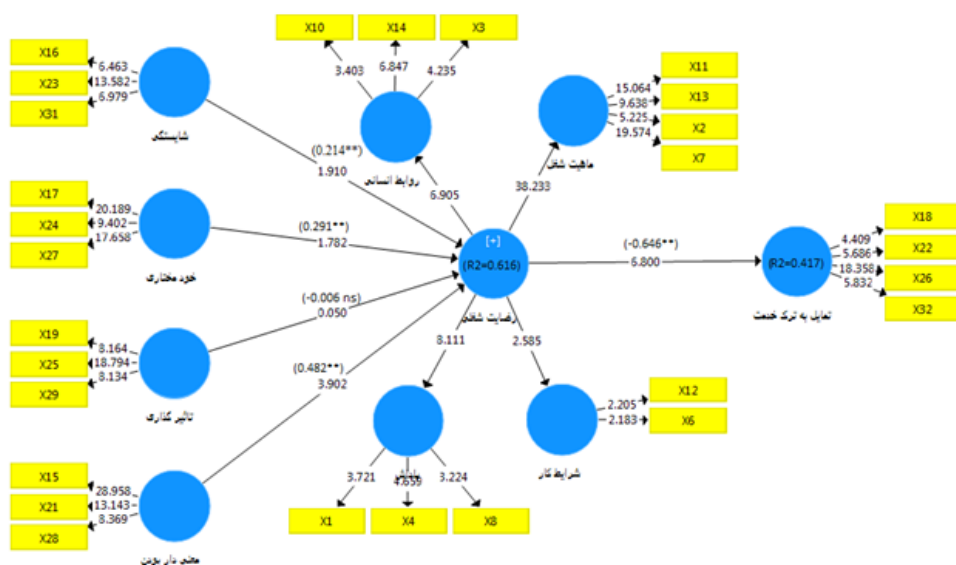 X10
X14
X3
X16
X23
X31
6.463
13.582
6.979
شایستگی
3.403
6.847
4.235
روابط انسانی
X11
X13
X2
X7
15.064
9.638
5.225
19.574
ماهیت شغل
(0.214**)
1.910
6.905
38.233
X17
X24
X27
20.189
9.402
17.658
خود مختاری
(0.291**)
1.782
[+]
(R2=0.616)
رضایت شغلی
(-0.646**)
6.800
(R2=0.417)
تمایل به ترک خدمت
X18
X22
X26
X32
4.409
5.686
18.358
5.832
X19
X25
X29
8.164
18.794
8.134
تاثیر گذاری
(-0.006 ns)
0.050
(0.482**)
3.902
8.111
2.585
X12
X6
2.205
2.183
شرایط کار
X15
X21
X28
28.958
13.143
8.369
معنی دار بودن
3.721
4.659
3.224
X1
X4
X8